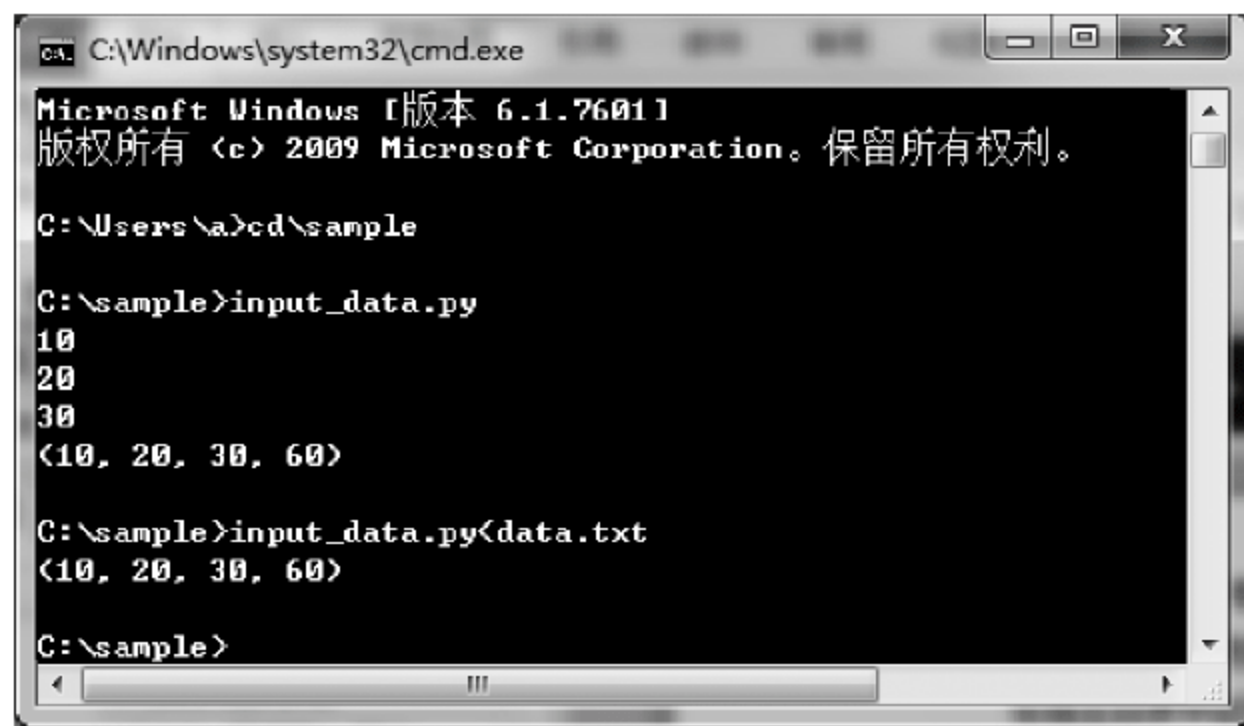 C:\Windows\system32\cmd.exe
Microsoft Windows [版本 6.1.7601]
版权所有 (c) 2009 Microsoft Corporation。保留所有权利。
C:\Users\a>cd\sample
C:\sample>input_data.py
10
20
30
(10, 20, 30, 60)
C:\sample>input_data.py<data.txt
(10, 20, 30, 60)
C:\sample>